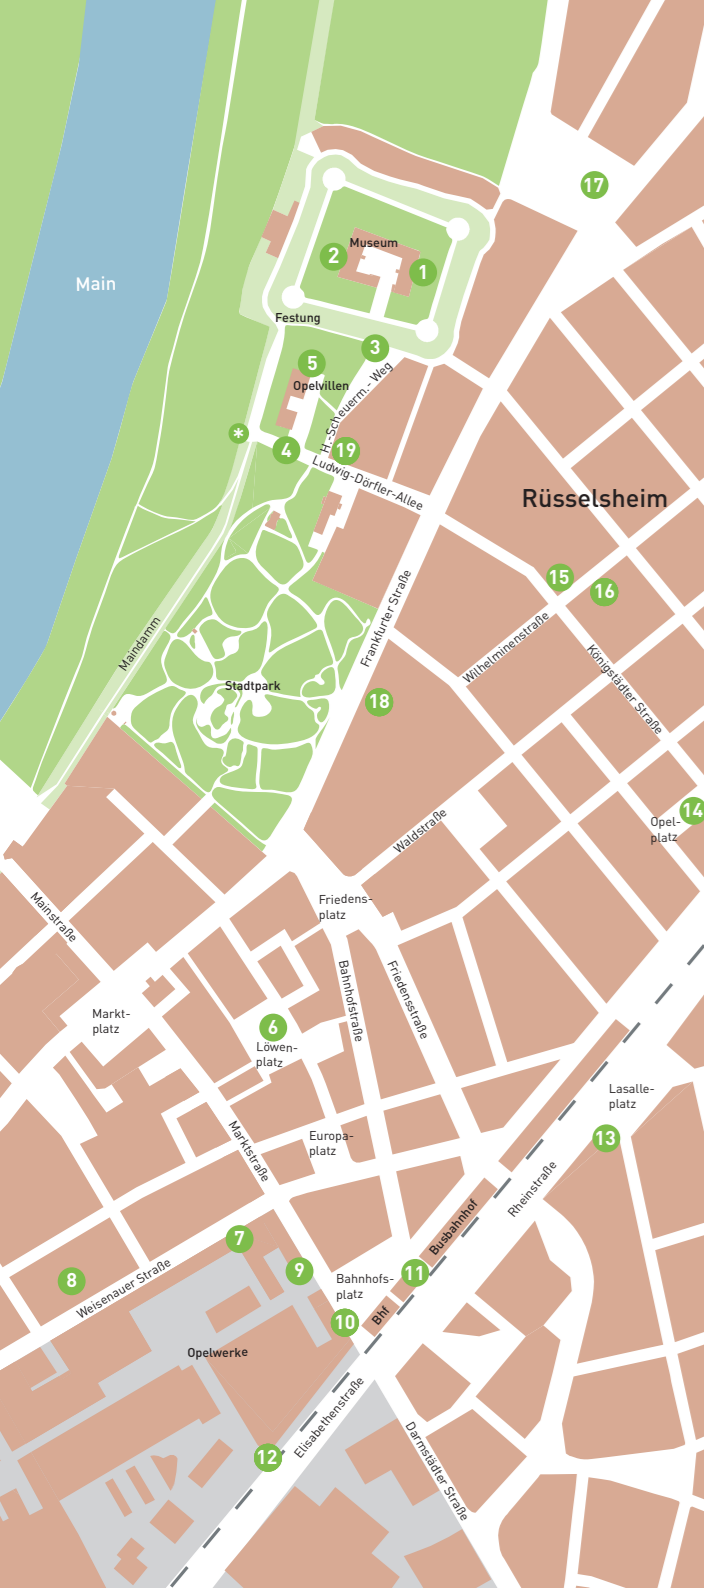 17
Main
Museum
2
1
Festung
3
5
Opelvillen
H.-Scheuerm.-Weg
*
4
19
Ludwig-Dörfler-Allee
Rüsselsheim
15
16
Frankfurter Straße
Wilhelminenstraße
Maindamm
Königstädter Straße
Stadtpark
18
14
Opel-
platz
Waldstraße
Mainstraße
Friedens-
platz
Bahnhofstraße
Friedensstraße
Markt-
platz
6
Löwen-
platz
Lasalle-
platz
13
Marktstraße
Europa-
platz
Rheinstraße
Busbahnhof
7
8
9
11
Weisenauer Straße
Bahnhofs-
platz
10
Bhf
Opelwerke
Elisabethenstraße
12
Darmstädter Straße